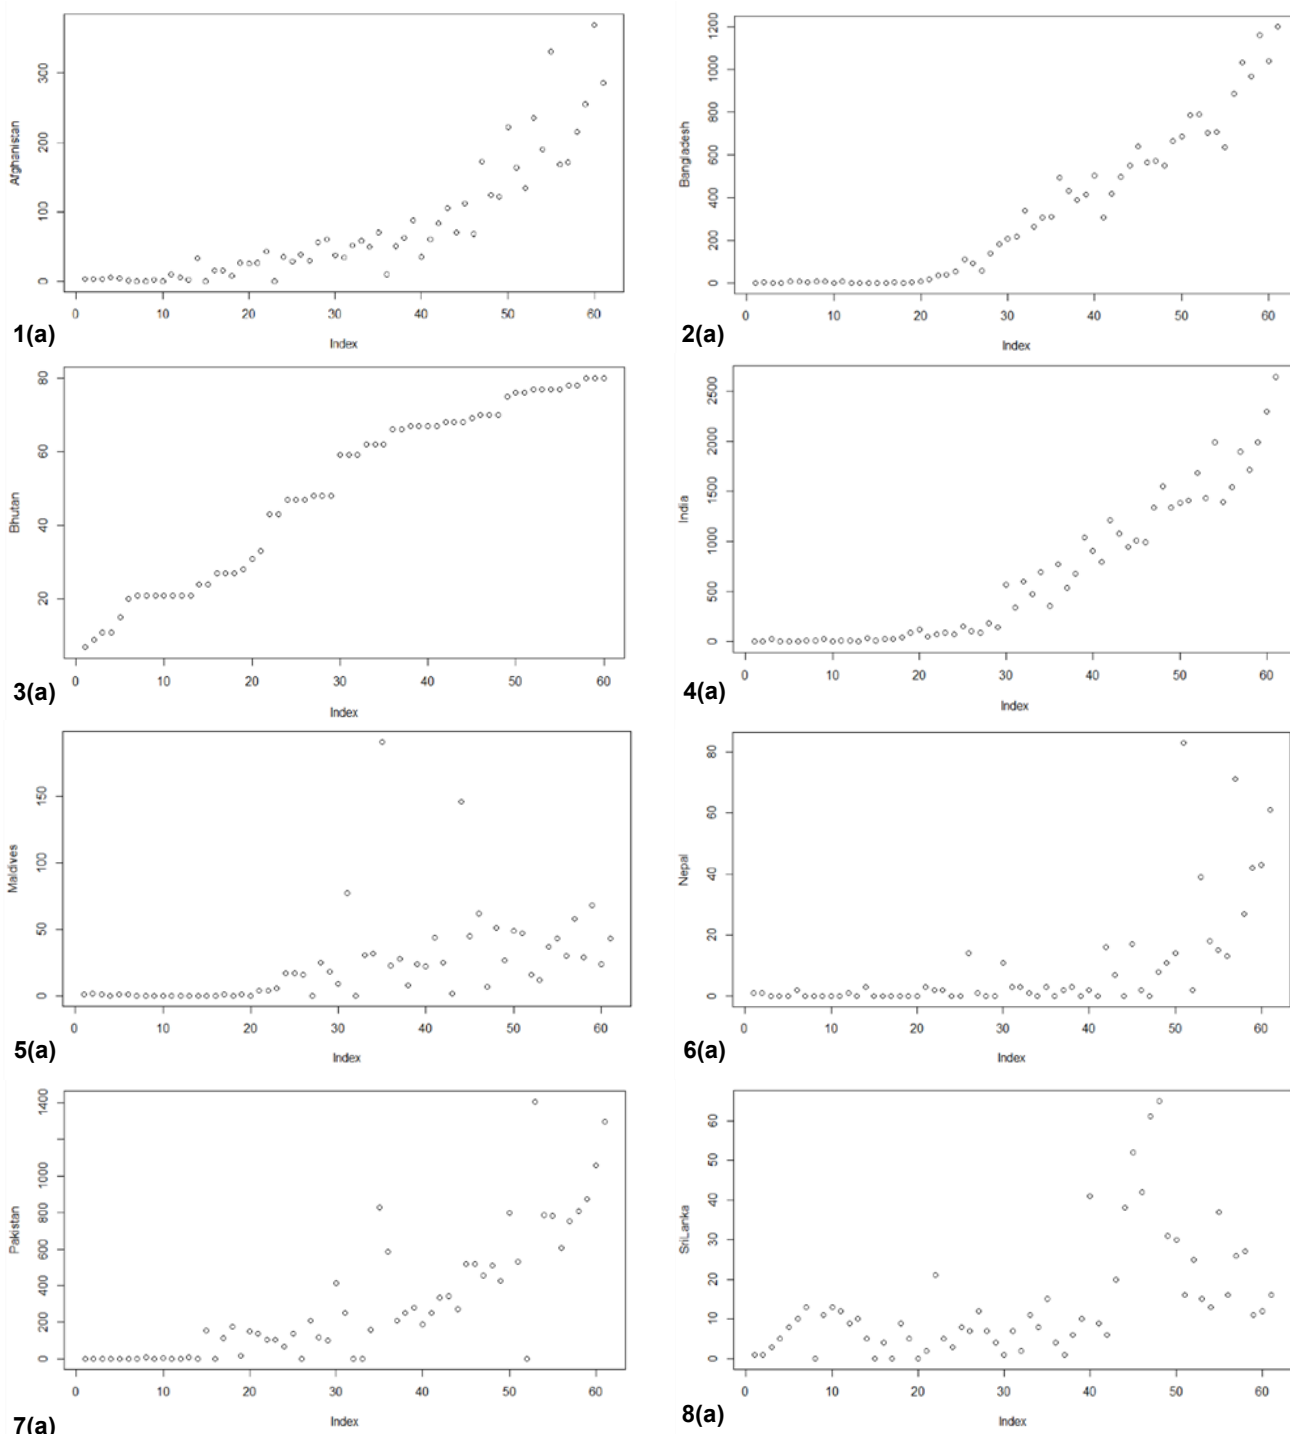 Afghanistan
300
200
100
0
0 10 20 30 40 50 60
Index
1(a)
Bangladesh
1200
1000
800
600
400
200
0
0 10 20 30 40 50 60
Index
2(a)
Bhutan
80
60
40
20
0 10 20 30 40 50 60
Index
3(a)
India
2500
2000
1500
1000
500
0
0 10 20 30 40 50 60
Index
4(a)
Maldives
150
100
50
0
0 10 20 30 40 50 60
Index
5(a)
Nepal
80
60
40
20
0
0 10 20 30 40 50 60
Index
6(a)
Pakistan
1400
1000
800
600
400
200
0
0 10 20 30 40 50 60
Index
7(a)
SriLanka
60
50
40
30
20
10
0
0 10 20 30 40 50 60
Index
8(a)